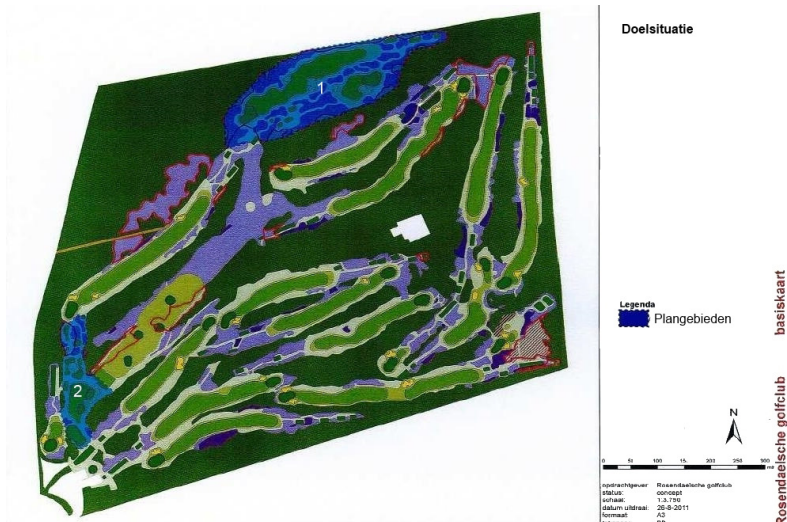 Doelsituatie
1
2
Legenda
Plangebieden
N
0 50 100 150 200 250 300
opdrachtgever: Rosendaelsche golfclub
status: concept
schaal: 1:3.750
datum uitdraai: 26-8-2011
formaat: A3
Rosendaelsche golfclub basiskaart